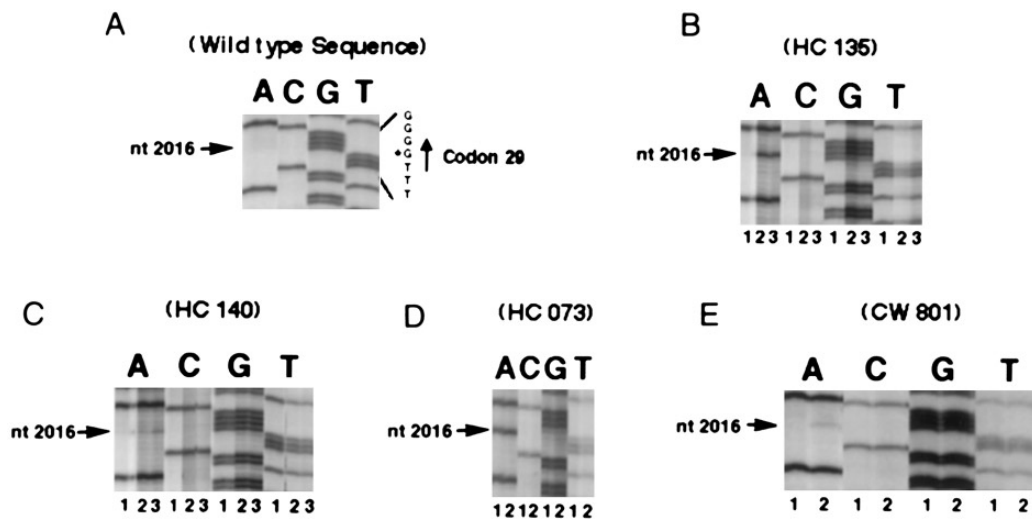 A
(Wild type Sequence)
A C G T
nt 2016
G
G
G
*G
T
T
T
Codon 29
B
(HC 135)
A C G T
nt 2016
1 2 3 1 2 3 1 2 3 1 2 3
C
(HC 140)
A C G T
nt 2016
1 2 3 1 2 3 1 2 3 1 2 3
D
(HC 073)
A C G T
nt 2016
1 2 1 2 1 2 1 2
E
(CW 801)
A C G T
nt 2016
1 2 1 2 1 2 1 2